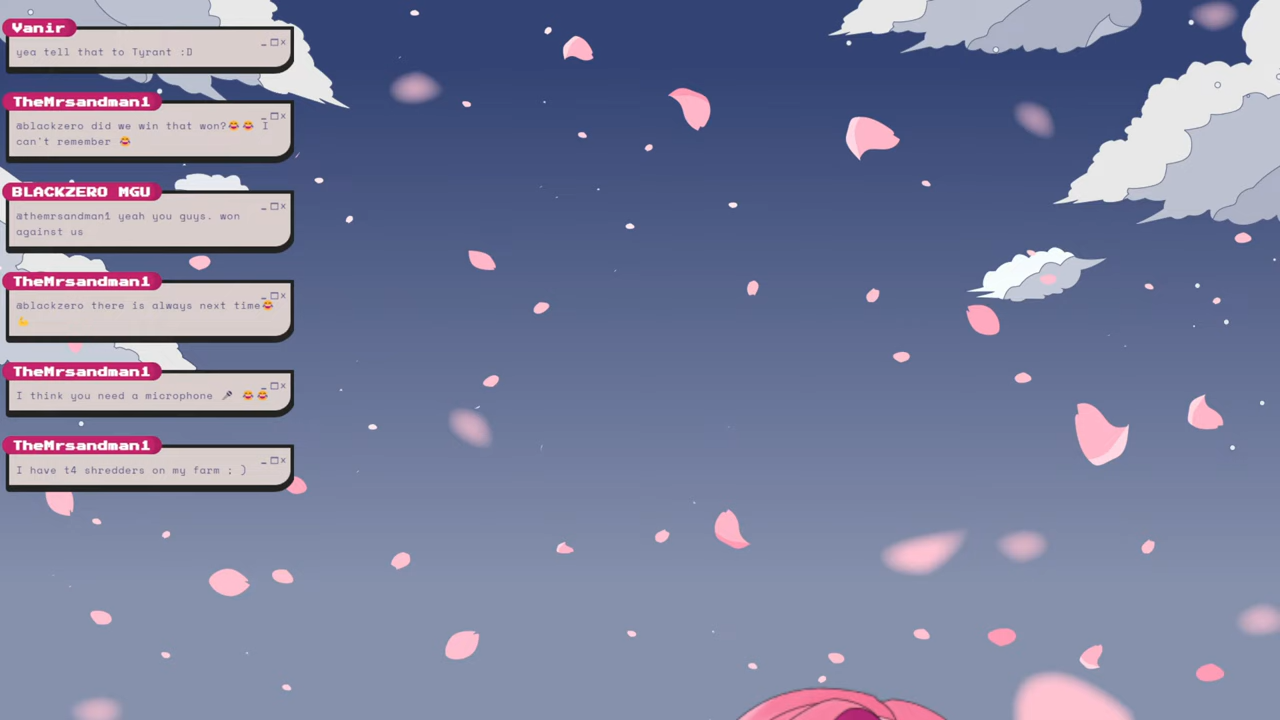 Vanir
yea tell that to Tyrant :D
TheMrsandman1
@blackzero did we win that won?😂😂 I
can't remember 😂
BLACKZERO MGU
@themrsandman1 yeah you guys. won
against us
TheMrsandman1
@blackzero there is always next time😂
💪
TheMrsandman1
I think you need a microphone 🎤 😂😂
TheMrsandman1
I have t4 shredders on my farm ; )